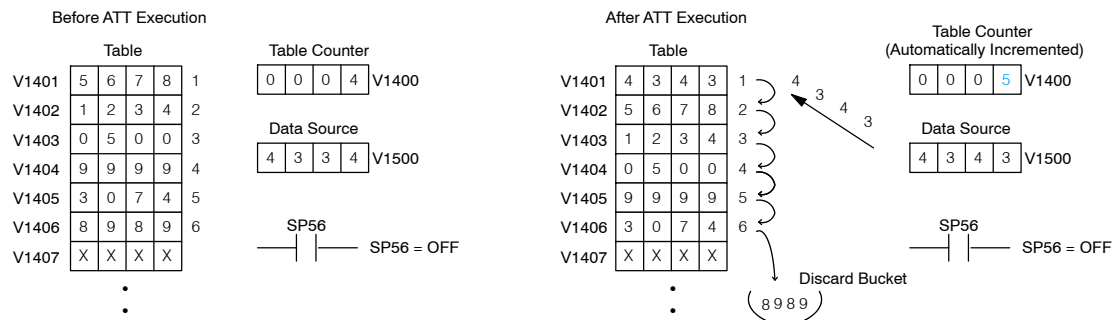 Before ATT Execution
Table
V1401 5 6 7 8 1
V1402 1 2 3 4 2
V1403 0 5 0 0 3
V1404 9 9 9 9 4
V1405 3 0 7 4 5
V1406 8 9 8 9 6
V1407 X X X X
Table Counter
0 0 0 4 V1400
Data Source
4 3 3 4 V1500
SP56
SP56 = OFF
After ATT Execution
Table
V1401 4 3 4 3 1
V1402 5 6 7 8 2
V1403 1 2 3 4 3
V1404 0 5 0 0 4
V1405 9 9 9 9 5
V1406 3 0 7 4 6
V1407 X X X X
4 3 4 3
Discard Bucket
8 9 8 9
Table Counter
(Automatically Incremented)
0 0 0 5 V1400
Data Source
4 3 4 3 V1500
SP56
SP56 = OFF